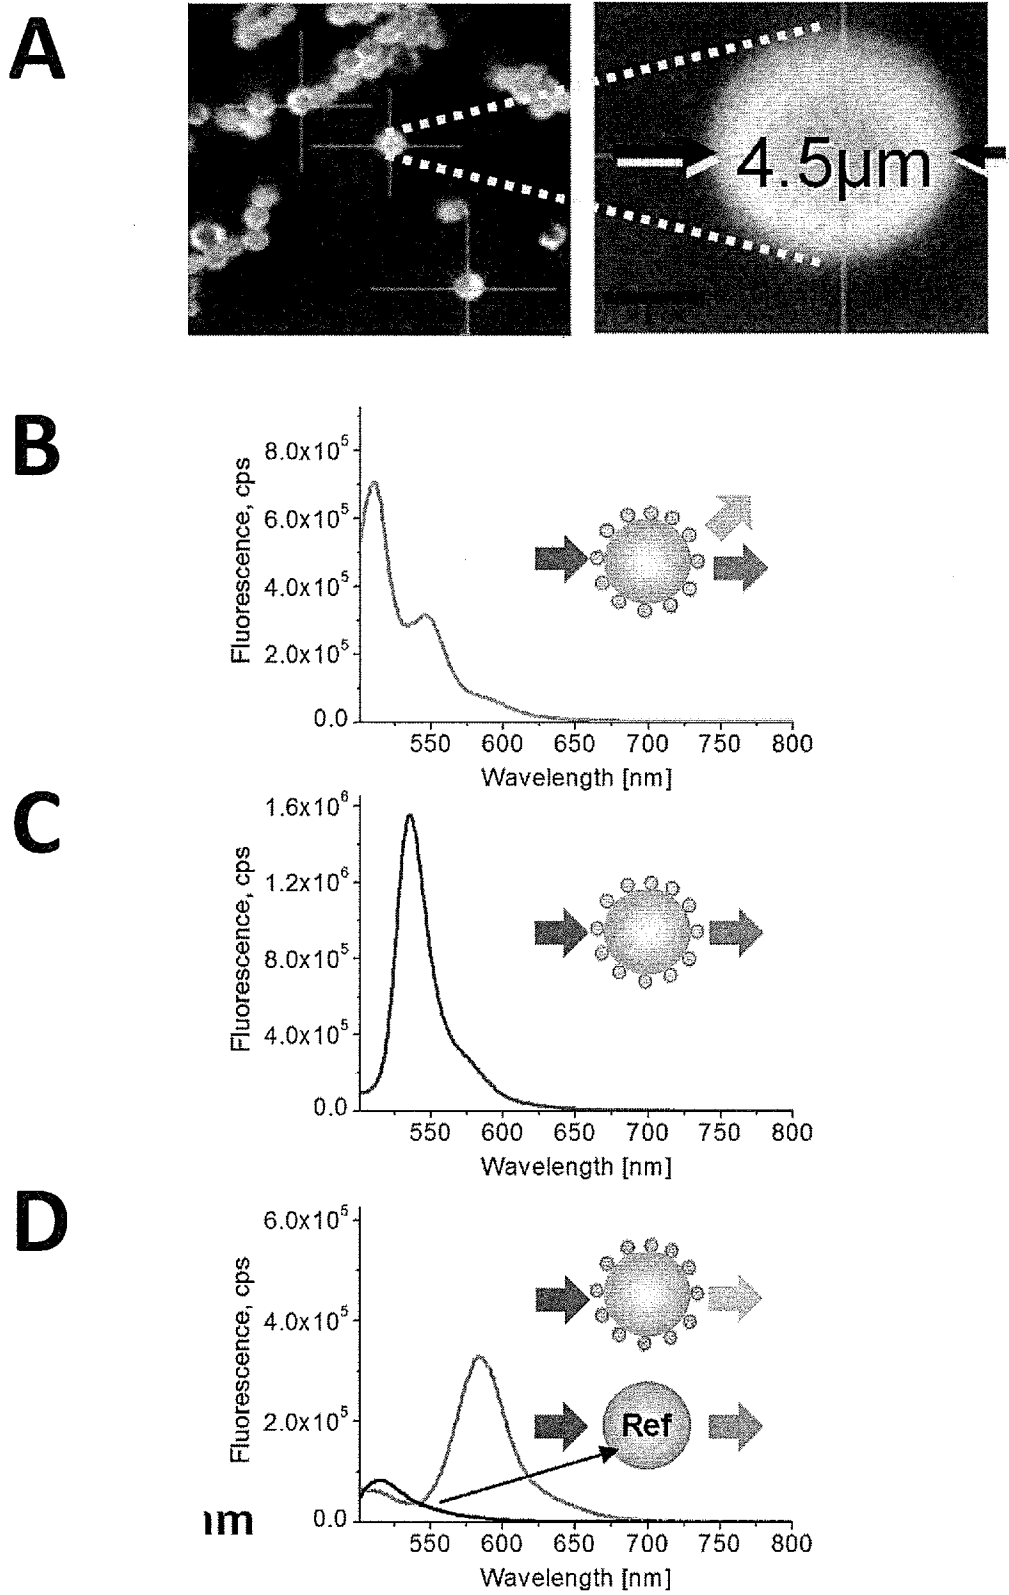 A
4.5µm
B
Fluorescence, cps
8.0x10⁵
6.0x10⁵
4.0x10⁵
2.0x10⁵
0.0
550 600 650 700 750 800
Wavelength [nm]
C
Fluorescence, cps
1.6x10⁶
1.2x10⁶
8.0x10⁵
4.0x10⁵
0.0
550 600 650 700 750 800
Wavelength [nm]
D
Fluorescence, cps
6.0x10⁵
4.0x10⁵
2.0x10⁵
0.0
Ref
550 600 650 700 750 800
Wavelength [nm]